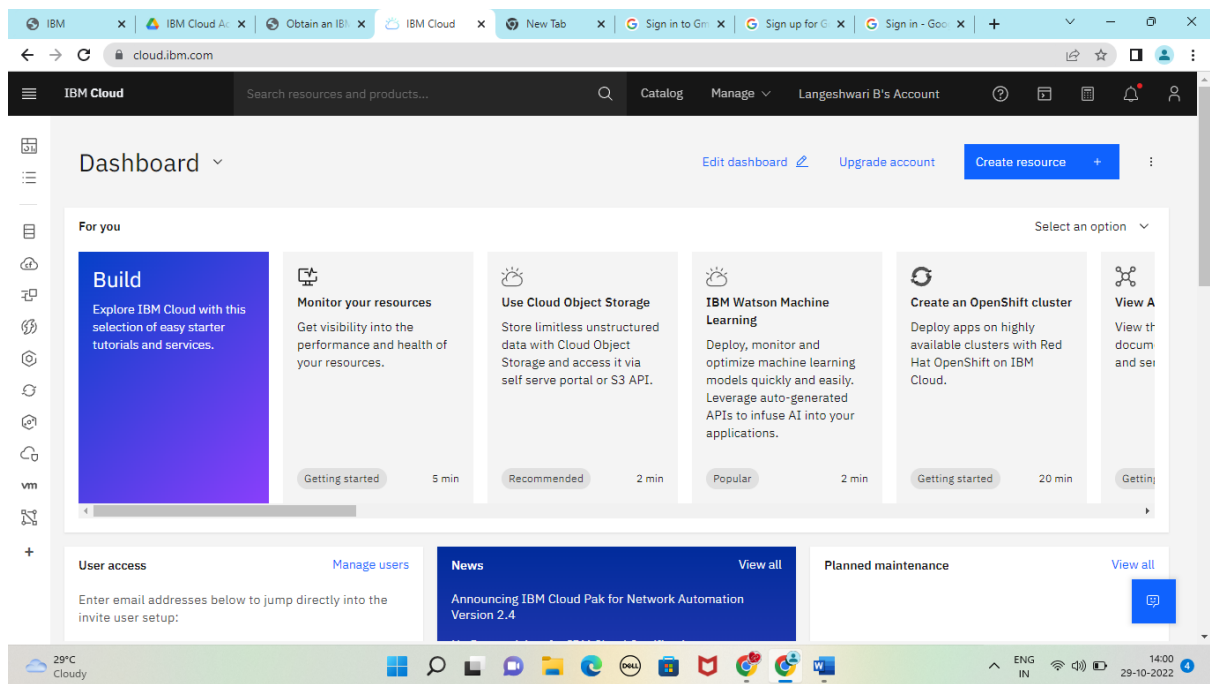 IBM
IBM Cloud Ac
Obtain an IBM
IBM Cloud
New Tab
Sign in to Gm
Sign up for G
Sign in - Goo
cloud.ibm.com
IBM Cloud
Search resources and products...
Catalog
Manage
Langeshwari B's Account
Dashboard
Edit dashboard
Upgrade account
Create resource +
For you
Select an option
Build
Explore IBM Cloud with this
selection of easy starter
tutorials and services.
Monitor your resources
Get visibility into the
performance and health of
your resources.
Getting started
5 min
Use Cloud Object Storage
Store limitless unstructured
data with Cloud Object
Storage and access it via
self serve portal or S3 API.
Recommended
2 min
IBM Watson Machine
Learning
Deploy, monitor and
optimize machine learning
models quickly and easily.
Leverage auto-generated
APIs to infuse AI into your
applications.
Popular
2 min
Create an OpenShift cluster
Deploy apps on highly
available clusters with Red
Hat OpenShift on IBM
Cloud.
Getting started
20 min
View A
View th
docum
and ser
Getting
vm
User access
Manage users
Enter email addresses below to jump directly into the
invite user setup:
News
View all
Announcing IBM Cloud Pak for Network Automation
Version 2.4
Planned maintenance
View all
29°C
Cloudy
DELL
ENG
IN
14:00
29-10-2022
4